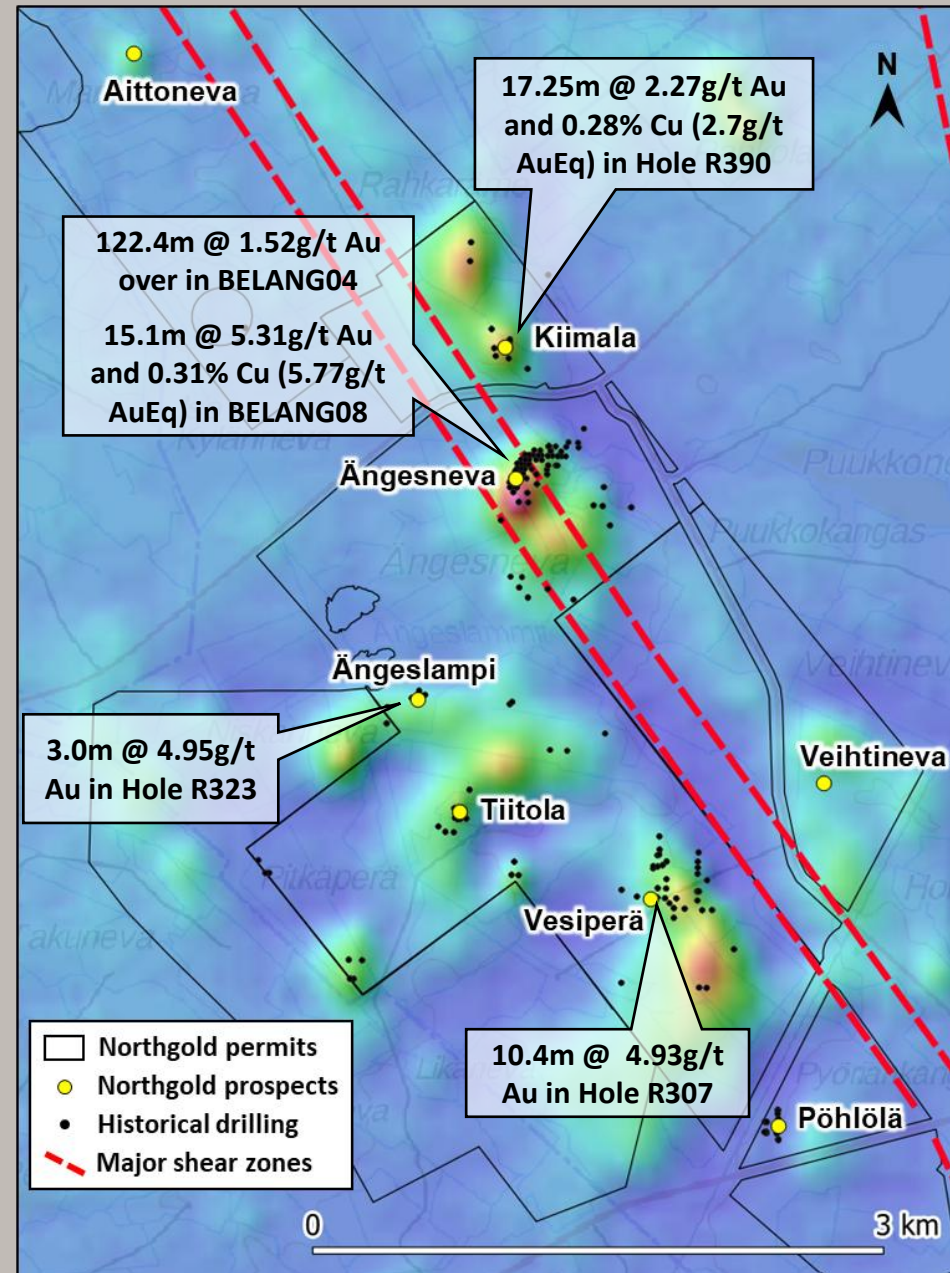 Aittoneva
N
17.25m @ 2.27g/t Au
and 0.28% Cu (2.7g/t
AuEq) in Hole R390
122.4m @ 1.52g/t Au
over in BELANG04
15.1m @ 5.31g/t Au
and 0.31% Cu (5.77g/t
AuEq) in BELANG08
Kiimala
Ängesneva
Puukkokangas
Ängesneva
Ängeslampi
3.0m @ 4.95g/t
Au in Hole R323
Veihtineva
Tiitola
Pitkäperä
Vesiperä
10.4m @ 4.93g/t
Au in Hole R307
Pöhlölä
Northgold permits
Northgold prospects
Historical drilling
Major shear zones
0
3 km